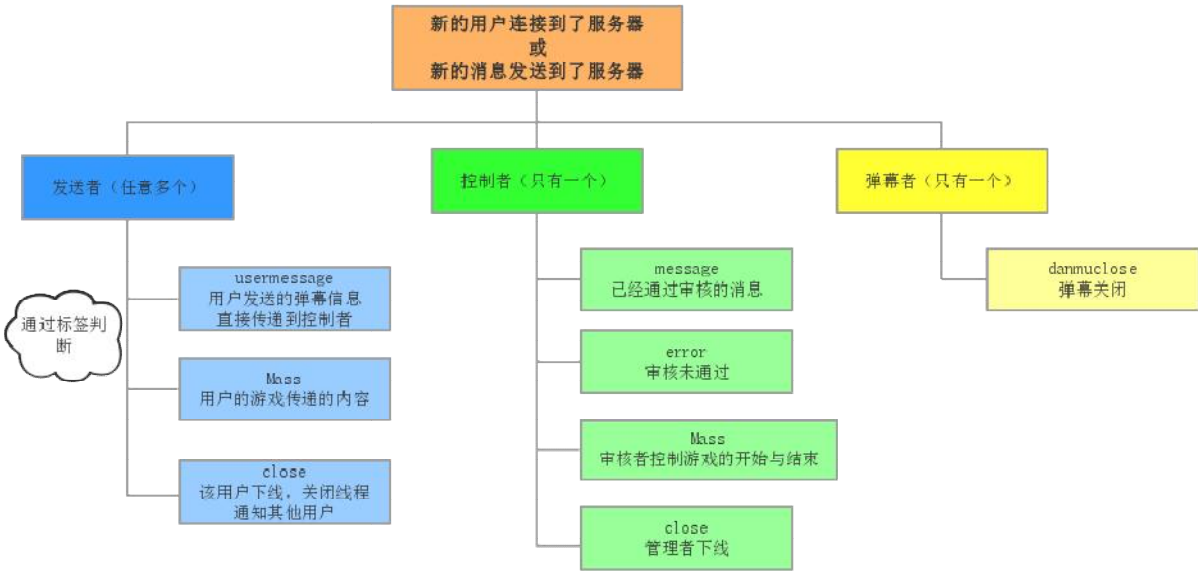 新的用户连接到了服务器
或
新的消息发送到了服务器
发送者（任意多个）
控制者（只有一个）
弹幕者（只有一个）
通过标签判
断
usermessage
用户发送的弹幕信息
直接传递到控制者
Mass
用户的游戏传递的内容
close
该用户下线，关闭线程
通知其他用户
message
已经通过审核的消息
error
审核未通过
Mass
审核者控制游戏的开始与结束
close
管理者下线
danmuclose
弹幕关闭